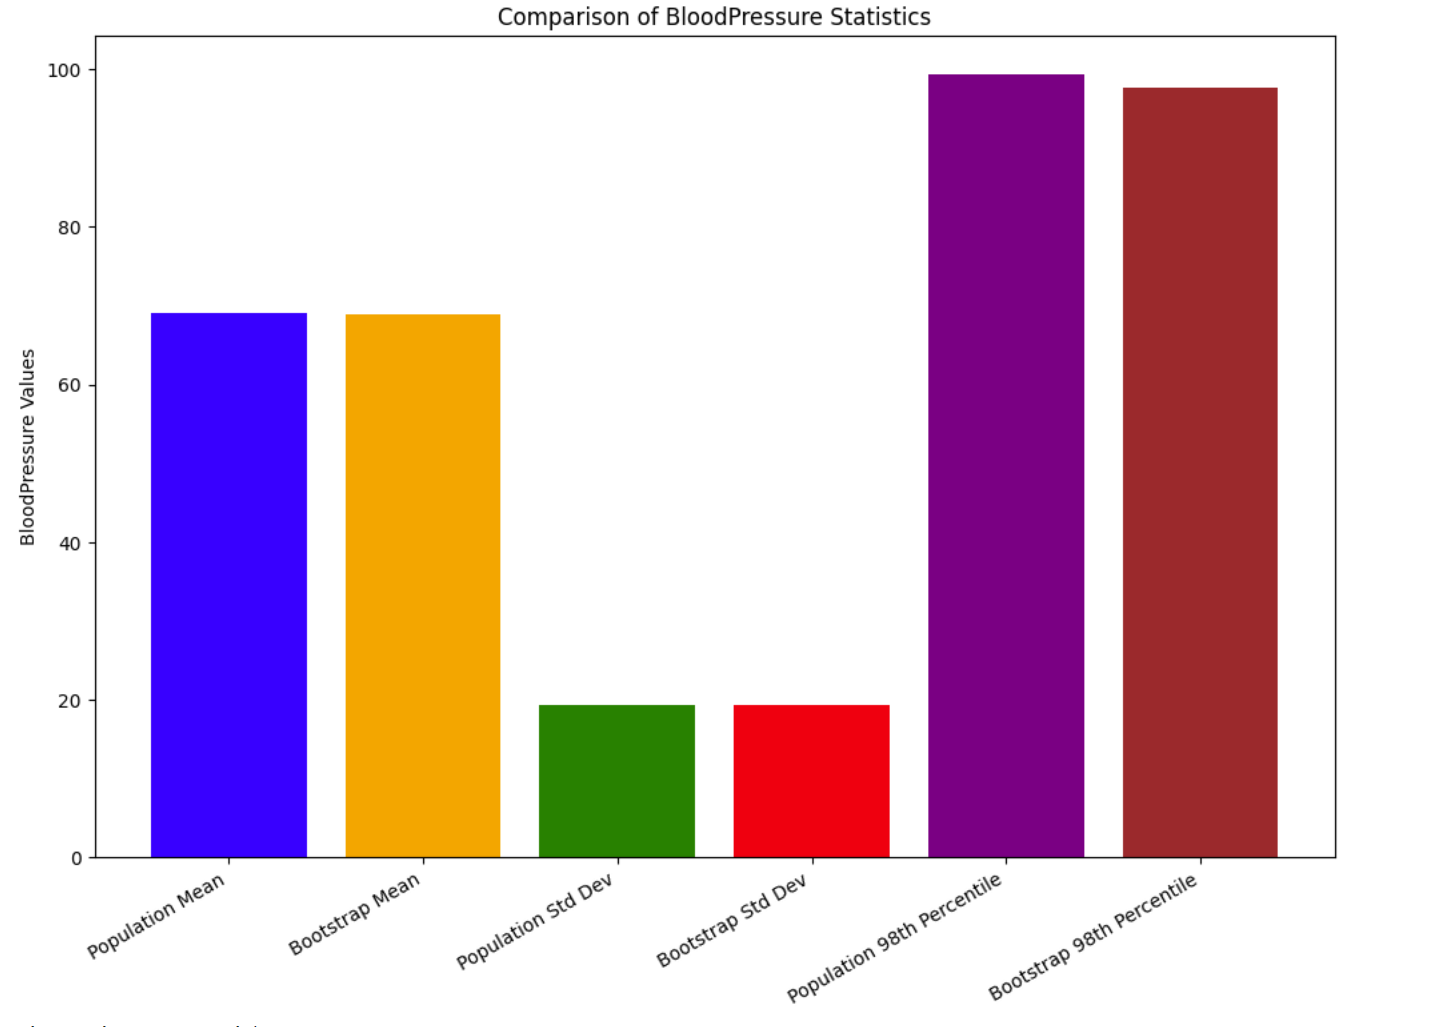 Comparison of BloodPressure Statistics
100
80
60
40
20
0
BloodPressure Values
Population Mean
Bootstrap Mean
Population Std Dev
Bootstrap Std Dev
Population 98th Percentile
Bootstrap 98th Percentile